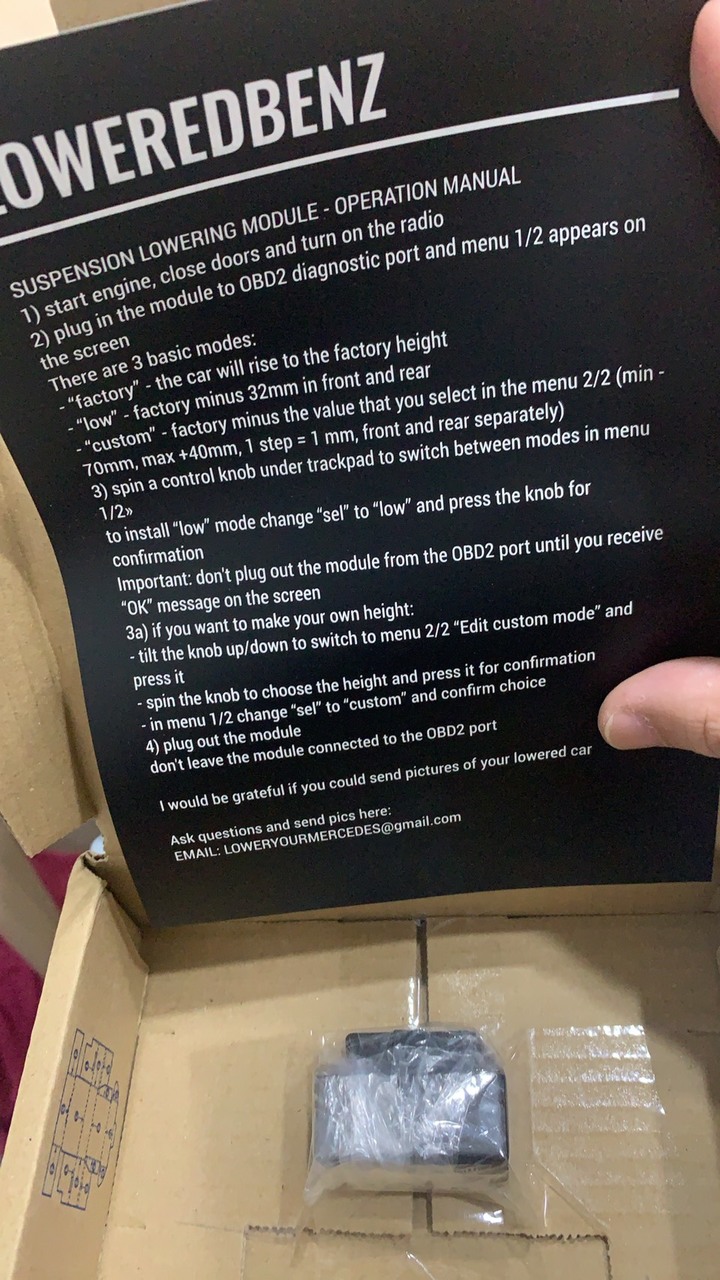 LOWEREDBENZ
SUSPENSION LOWERING MODULE - OPERATION MANUAL
1) start engine, close doors and turn on the radio
2) plug in the module to OBD2 diagnostic port and menu 1/2 appears on
the screen
There are 3 basic modes:
- “factory” - the car will rise to the factory height
- “low” - factory minus 32mm in front and rear
- “custom” - factory minus the value that you select in the menu 2/2 (min -
70mm, max +40mm, 1 step = 1 mm, front and rear separately)
3) spin a control knob under trackpad to switch between modes in menu
1/2»
to install “low” mode change “sel” to “low” and press the knob for
confirmation
Important: don't plug out the module from the OBD2 port until you receive
“OK” message on the screen
3a) if you want to make your own height:
- tilt the knob up/down to switch to menu 2/2 “Edit custom mode” and
press it
- spin the knob to choose the height and press it for confirmation
- in menu 1/2 change “sel” to “custom” and confirm choice
4) plug out the module
don't leave the module connected to the OBD2 port
I would be grateful if you could send pictures of your lowered car
Ask questions and send pics here:
EMAIL: LOWERYOURMERCEDES@gmail.com